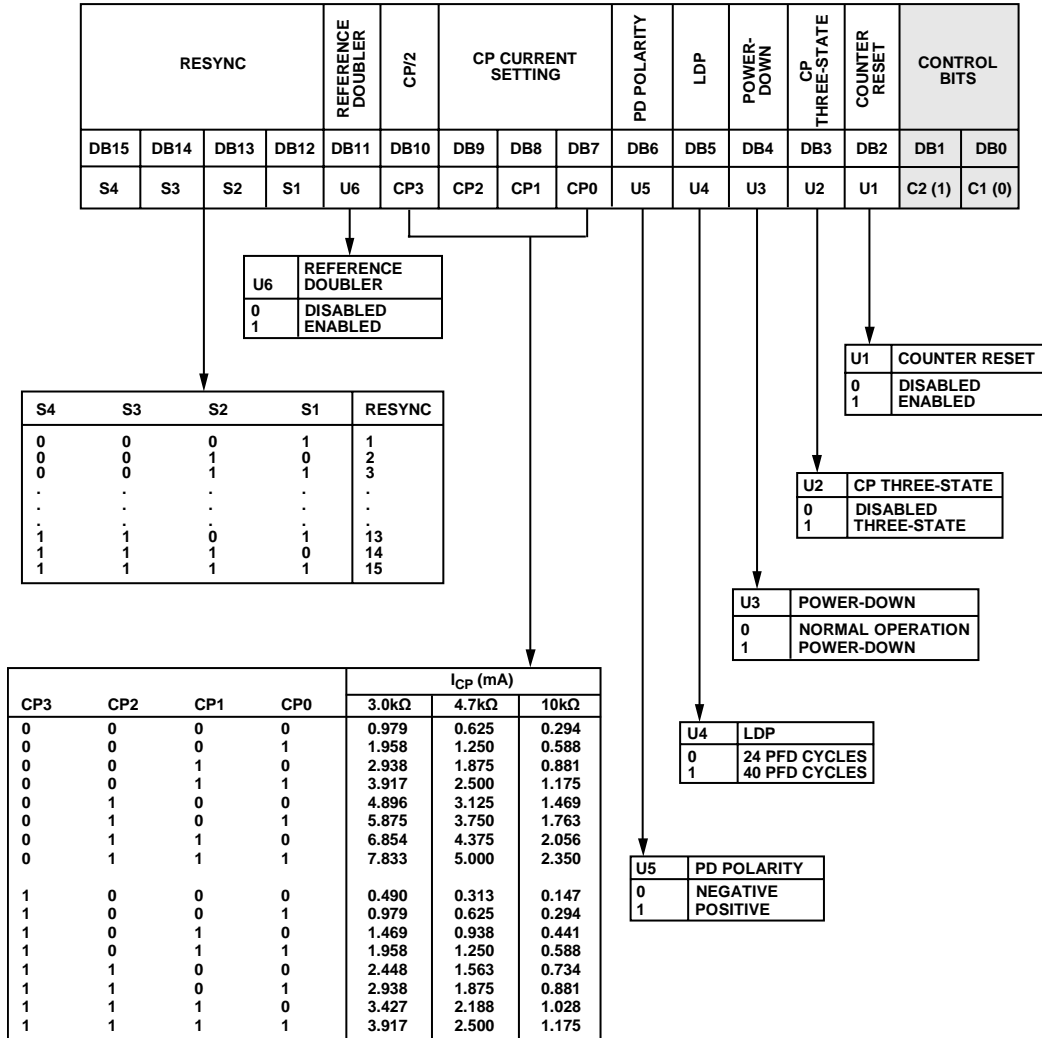 RESYNC
REFERENCE
DOUBLER
CP/2
CP CURRENT
SETTING
PD POLARITY
LDP
POWER-
DOWN
CP
THREE-STATE
COUNTER
RESET
CONTROL
BITS
DB15 DB14 DB13 DB12 DB11 DB10 DB9 DB8 DB7 DB6 DB5 DB4 DB3 DB2 DB1 DB0
S4 S3 S2 S1 U6 CP3 CP2 CP1 CP0 U5 U4 U3 U2 U1 C2 (1) C1 (0)
U6 REFERENCE
DOUBLER
0 DISABLED
1 ENABLED
U1 COUNTER RESET
0 DISABLED
1 ENABLED
S4 S3 S2 S1 RESYNC
0 0 0 1 1
0 0 1 0 2
0 0 1 1 3
. . . . .
. . . . .
. . . . .
1 1 0 1 13
1 1 1 0 14
1 1 1 1 15
U2 CP THREE-STATE
0 DISABLED
1 THREE-STATE
U3 POWER-DOWN
0 NORMAL OPERATION
1 POWER-DOWN
ICP (mA)
CP3 CP2 CP1 CP0 3.0kΩ 4.7kΩ 10kΩ
0 0 0 0 0.979 0.625 0.294
0 0 0 1 1.958 1.250 0.588
0 0 1 0 2.938 1.875 0.881
0 0 1 1 3.917 2.500 1.175
0 1 0 0 4.896 3.125 1.469
0 1 0 1 5.875 3.750 1.763
0 1 1 0 6.854 4.375 2.056
0 1 1 1 7.833 5.000 2.350
1 0 0 0 0.490 0.313 0.147
1 0 0 1 0.979 0.625 0.294
1 0 1 0 1.469 0.938 0.441
1 0 1 1 1.958 1.250 0.588
1 1 0 0 2.448 1.563 0.734
1 1 0 1 2.938 1.875 0.881
1 1 1 0 3.427 2.188 1.028
1 1 1 1 3.917 2.500 1.175
U4 LDP
0 24 PFD CYCLES
1 40 PFD CYCLES
U5 PD POLARITY
0 NEGATIVE
1 POSITIVE